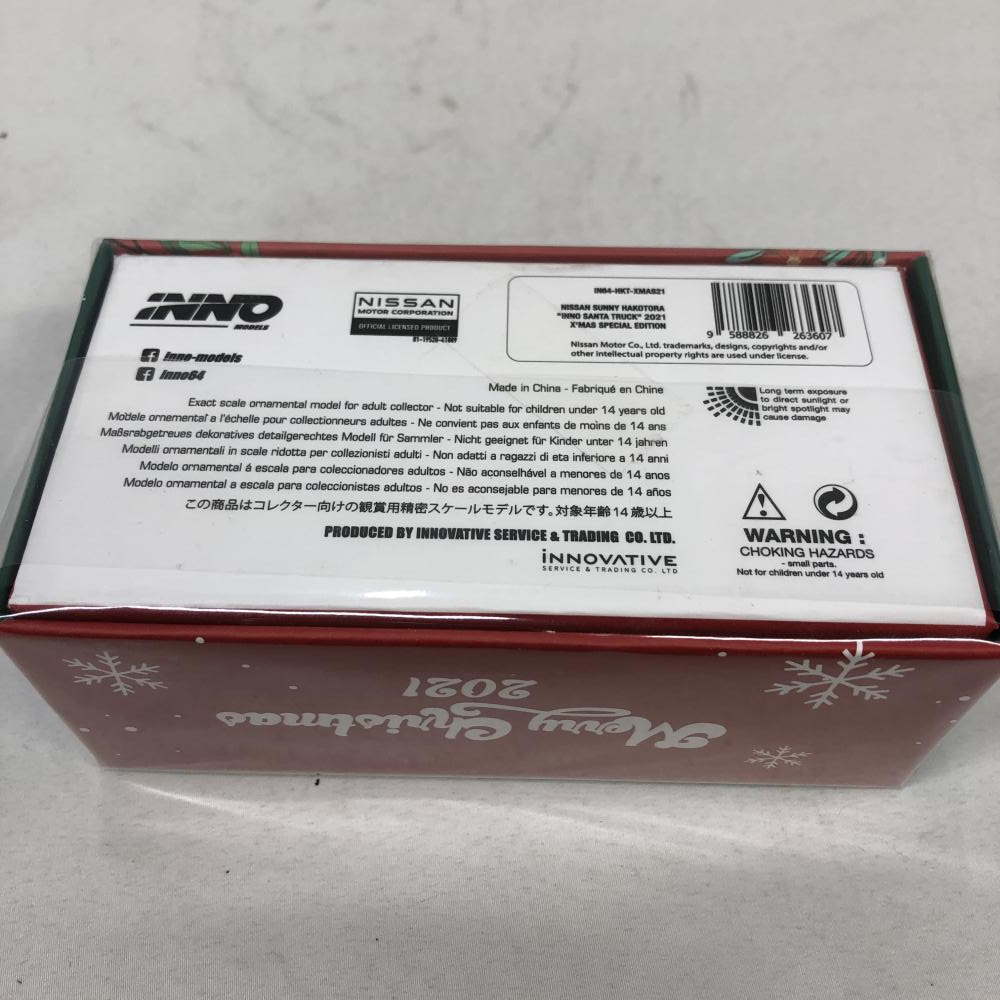 INNO
MODELS
inno-models
inno64
NISSAN
MOTOR CORPORATION
OFFICIAL LICENSED PRODUCT
IN64-HKT-XMAS21
NISSAN SUNNY HAKOTORA
"INNO SANTA TRUCK" 2021
X'MAS SPECIAL EDITION
9 588826 263607
Nissan Motor Co., Ltd. trademarks, designs, copyrights and/or
other intellectual property rights are used under license.
Made in China - Fabriqué en Chine
Exact scale ornamental model for adult collector - Not suitable for children under 14 years old
Modele ornemental a l'échelle pour collectionneurs adultes - Ne convient pas aux enfants de moins de 14 ans
Maßsrabgetreues dekoratives detailgerechtes Modell für Sammler - Nicht geeignet für Kinder unter 14 jahren
Modelli ornamentali in scale ridotta per collezionisti adulti - Non adatti a ragazzi di eta inferiore a 14 anni
Modelo ornamental á escala para coleccionadores adultos - Não aconselhável a menores de 14 anos
Modelo ornamental a escala para coleccionistas adultos - No es aconsejable para menores de 14 años
この商品はコレクター向けの観賞用精密スケールモデルです。対象年齢14歳以上
PRODUCED BY INNOVATIVE SERVICE & TRADING CO. LTD.
INNOVATIVE
SERVICE & TRADING CO. LTD
Long term exposure
to direct sunlight or
bright spotlight may
cause damage
WARNING :
CHOKING HAZARDS
- small parts.
Not for children under 14 years old
Merry Christmas
2021